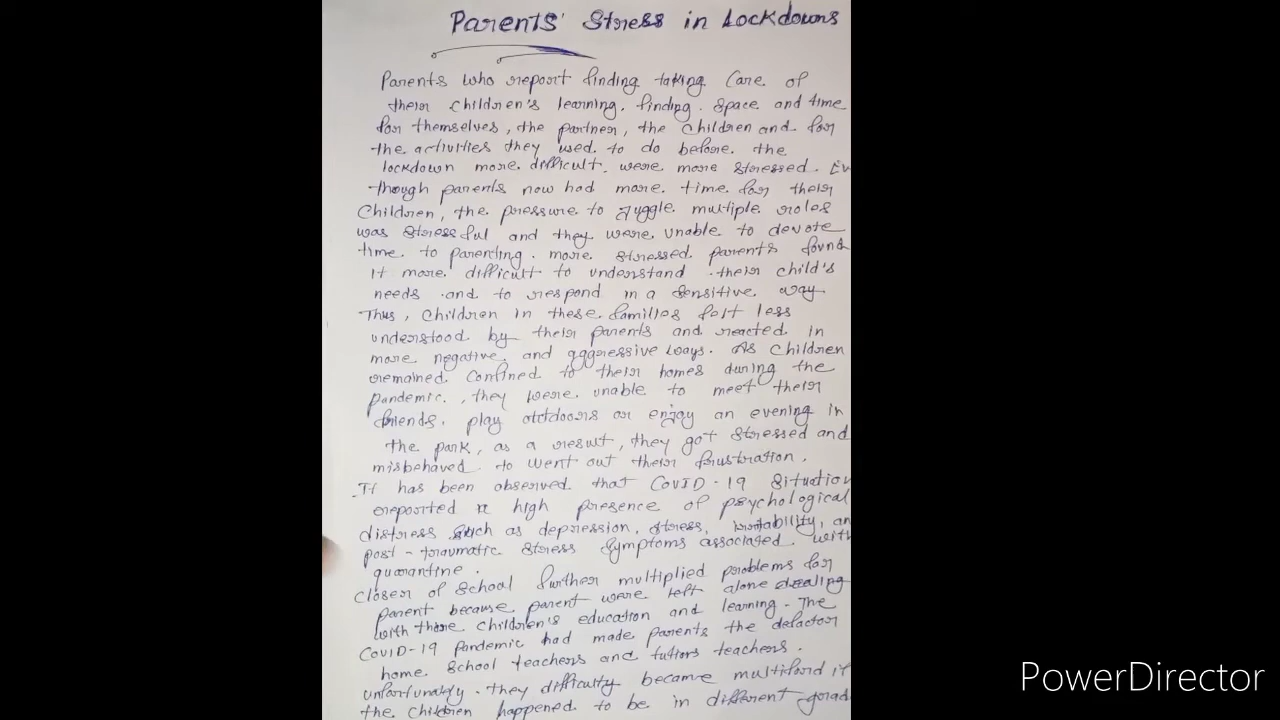 Parents' Stress in Lockdowns
Parents who report finding taking Care of
their children's learning. finding. Space and time
for themselves, the partner, the Children and for
the activities they used to do before. the
lockdown more difficult. were more stressed. Ev
though parents now had more time for their
Children, the pressure to juggle multiple roles
was stressful and they were unable to devote
time to parenting. more stressed parents found
it more difficult to understand their child's
needs and to respond in a sensitive way
Thus, Children in these families felt less
understood by their parents and reacted in
more negative and aggressive ways. As Children
remained Confined to their homes during the
pandemic, they were unable to meet their
friends, play outdoors or enjoy an evening in
the park, as a result, they got stressed and
misbehaved to went out their frustration.
It has been observed that COVID-19 Situation
reported a high presence of psychological
distress such as depression, stress, irritability, an
post-traumatic stress Symptoms associated with
quarantine.
Closer of School further multiplied problems for
parent because parent were left alone dealing
with there children's education and learning. The
COVID-19 Pandemic had made parents the defactor
home School teachers and tutors teachers.
unfortunately. they difficulty became multiford if
the Children happened to be in different grad
PowerDirector